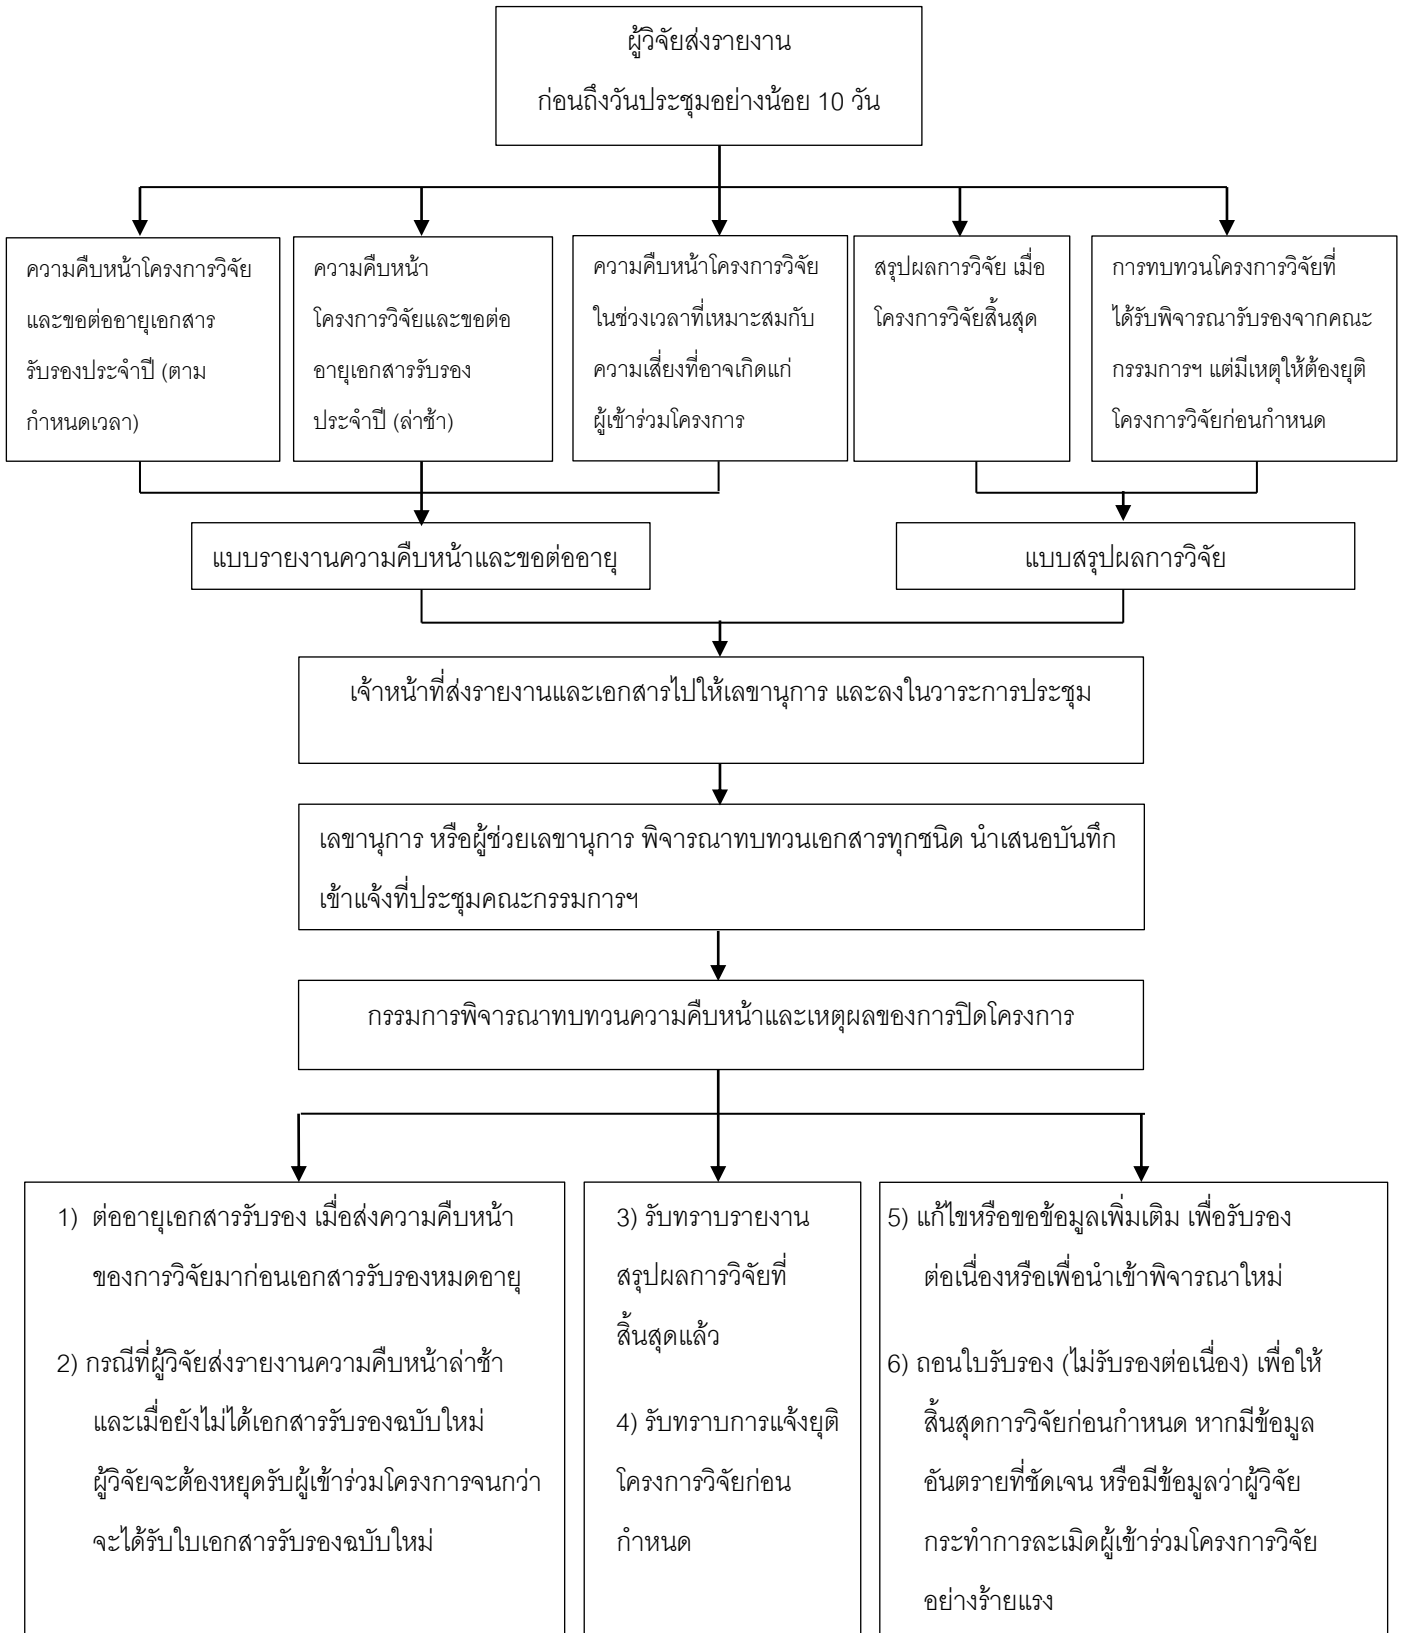 ผู้วิจัยส่งรายงาน
ก่อนถึงวันประชุมอย่างน้อย 10 วัน
ความคืบหน้าโครงการวิจัย
และขอต่ออายุเอกสาร
รับรองประจำปี (ตาม
กำหนดเวลา)
ความคืบหน้า
โครงการวิจัยและขอต่อ
อายุเอกสารรับรอง
ประจำปี (ล่าช้า)
ความคืบหน้าโครงการวิจัย
ในช่วงเวลาที่เหมาะสมกับ
ความเสี่ยงที่อาจเกิดแก่
ผู้เข้าร่วมโครงการ
สรุปผลการวิจัย เมื่อ
โครงการวิจัยสิ้นสุด
การทบทวนโครงการวิจัยที่
ได้รับพิจารณารับรองจากคณะ
กรรมการฯ แต่มีเหตุให้ต้องยุติ
โครงการวิจัยก่อนกำหนด
แบบรายงานความคืบหน้าและขอต่ออายุ
แบบสรุปผลการวิจัย
เจ้าหน้าที่ส่งรายงานและเอกสารไปให้เลขานุการ และลงในวาระการประชุม
เลขานุการ หรือผู้ช่วยเลขานุการ พิจารณาทบทวนเอกสารทุกชนิด นำเสนอบันทึก
เข้าแจ้งที่ประชุมคณะกรรมการฯ
กรรมการพิจารณาทบทวนความคืบหน้าและเหตุผลของการปิดโครงการ
1) ต่ออายุเอกสารรับรอง เมื่อส่งความคืบหน้า
ของการวิจัยมาก่อนเอกสารรับรองหมดอายุ
2) กรณีที่ผู้วิจัยส่งรายงานความคืบหน้าล่าช้า
และเมื่อยังไม่ได้เอกสารรับรองฉบับใหม่
ผู้วิจัยจะต้องหยุดรับผู้เข้าร่วมโครงการจนกว่า
จะได้รับใบเอกสารรับรองฉบับใหม่
3) รับทราบรายงาน
สรุปผลการวิจัยที่
สิ้นสุดแล้ว
4) รับทราบการแจ้งยุติ
โครงการวิจัยก่อน
กำหนด
5) แก้ไขหรือขอข้อมูลเพิ่มเติม เพื่อรับรอง
ต่อเนื่องหรือเพื่อนำเข้าพิจารณาใหม่
6) ถอนใบรับรอง (ไม่รับรองต่อเนื่อง) เพื่อให้
สิ้นสุดการวิจัยก่อนกำหนด หากมีข้อมูล
อันตรายที่ชัดเจน หรือมีข้อมูลว่าผู้วิจัย
กระทำการละเมิดผู้เข้าร่วมโครงการวิจัย
อย่างร้ายแรง